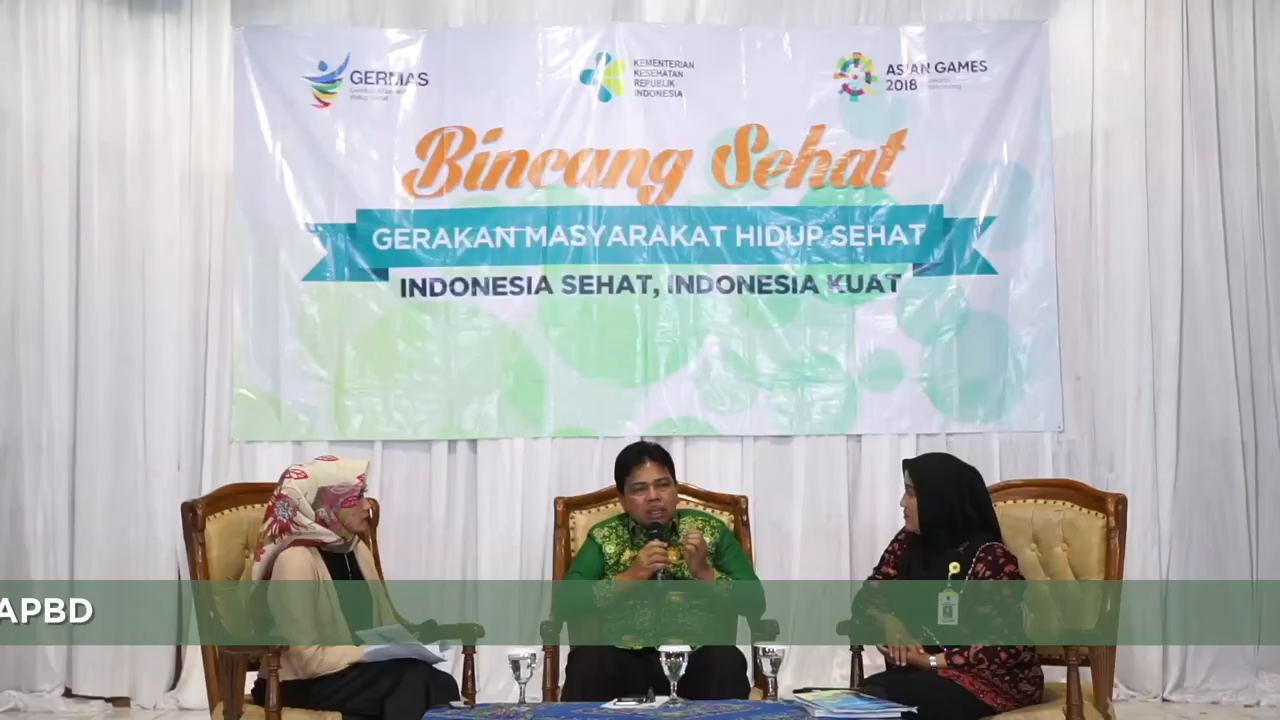 GERMAS
KEMENTERIAN
KESEHATAN
REPUBLIK
INDONESIA
ASIAN GAMES
2018
Bincang Sehat
GERAKAN MASYARAKAT HIDUP SEHAT
INDONESIA SEHAT, INDONESIA KUAT
APBD